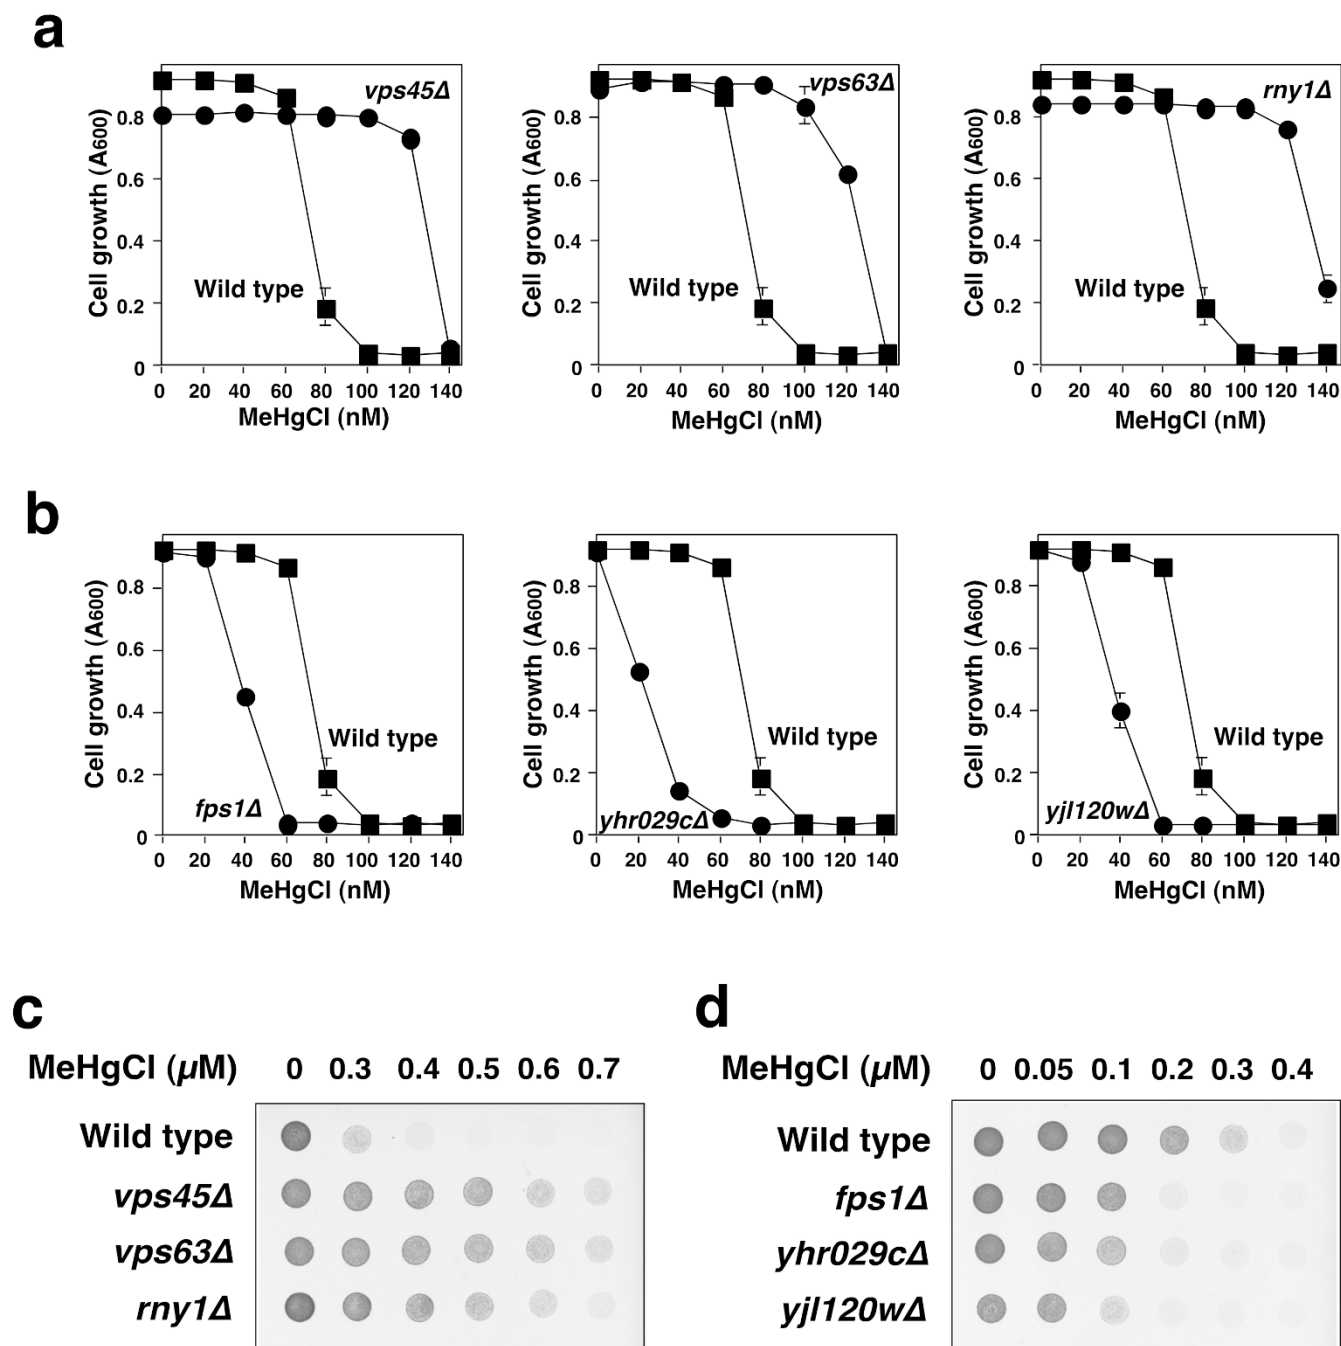 a
vps45Δ
Wild type
Cell growth (A600)
0.8
0.6
0.4
0.2
0
0 20 40 60 80 100 120 140
MeHgCl (nM)
vps63Δ
Wild type
Cell growth (A600)
0.8
0.6
0.4
0.2
0
0 20 40 60 80 100 120 140
MeHgCl (nM)
rny1Δ
Wild type
Cell growth (A600)
0.8
0.6
0.4
0.2
0
0 20 40 60 80 100 120 140
MeHgCl (nM)
b
Wild type
fps1Δ
Cell growth (A600)
0.8
0.6
0.4
0.2
0
0 20 40 60 80 100 120 140
MeHgCl (nM)
Wild type
yhr029cΔ
Cell growth (A600)
0.8
0.6
0.4
0.2
0
0 20 40 60 80 100 120 140
MeHgCl (nM)
Wild type
yjl120wΔ
Cell growth (A600)
0.8
0.6
0.4
0.2
0
0 20 40 60 80 100 120 140
MeHgCl (nM)
c
MeHgCl (μM) 0 0.3 0.4 0.5 0.6 0.7
Wild type
vps45Δ
vps63Δ
rny1Δ
d
MeHgCl (μM) 0 0.05 0.1 0.2 0.3 0.4
Wild type
fps1Δ
yhr029cΔ
yjl120wΔ